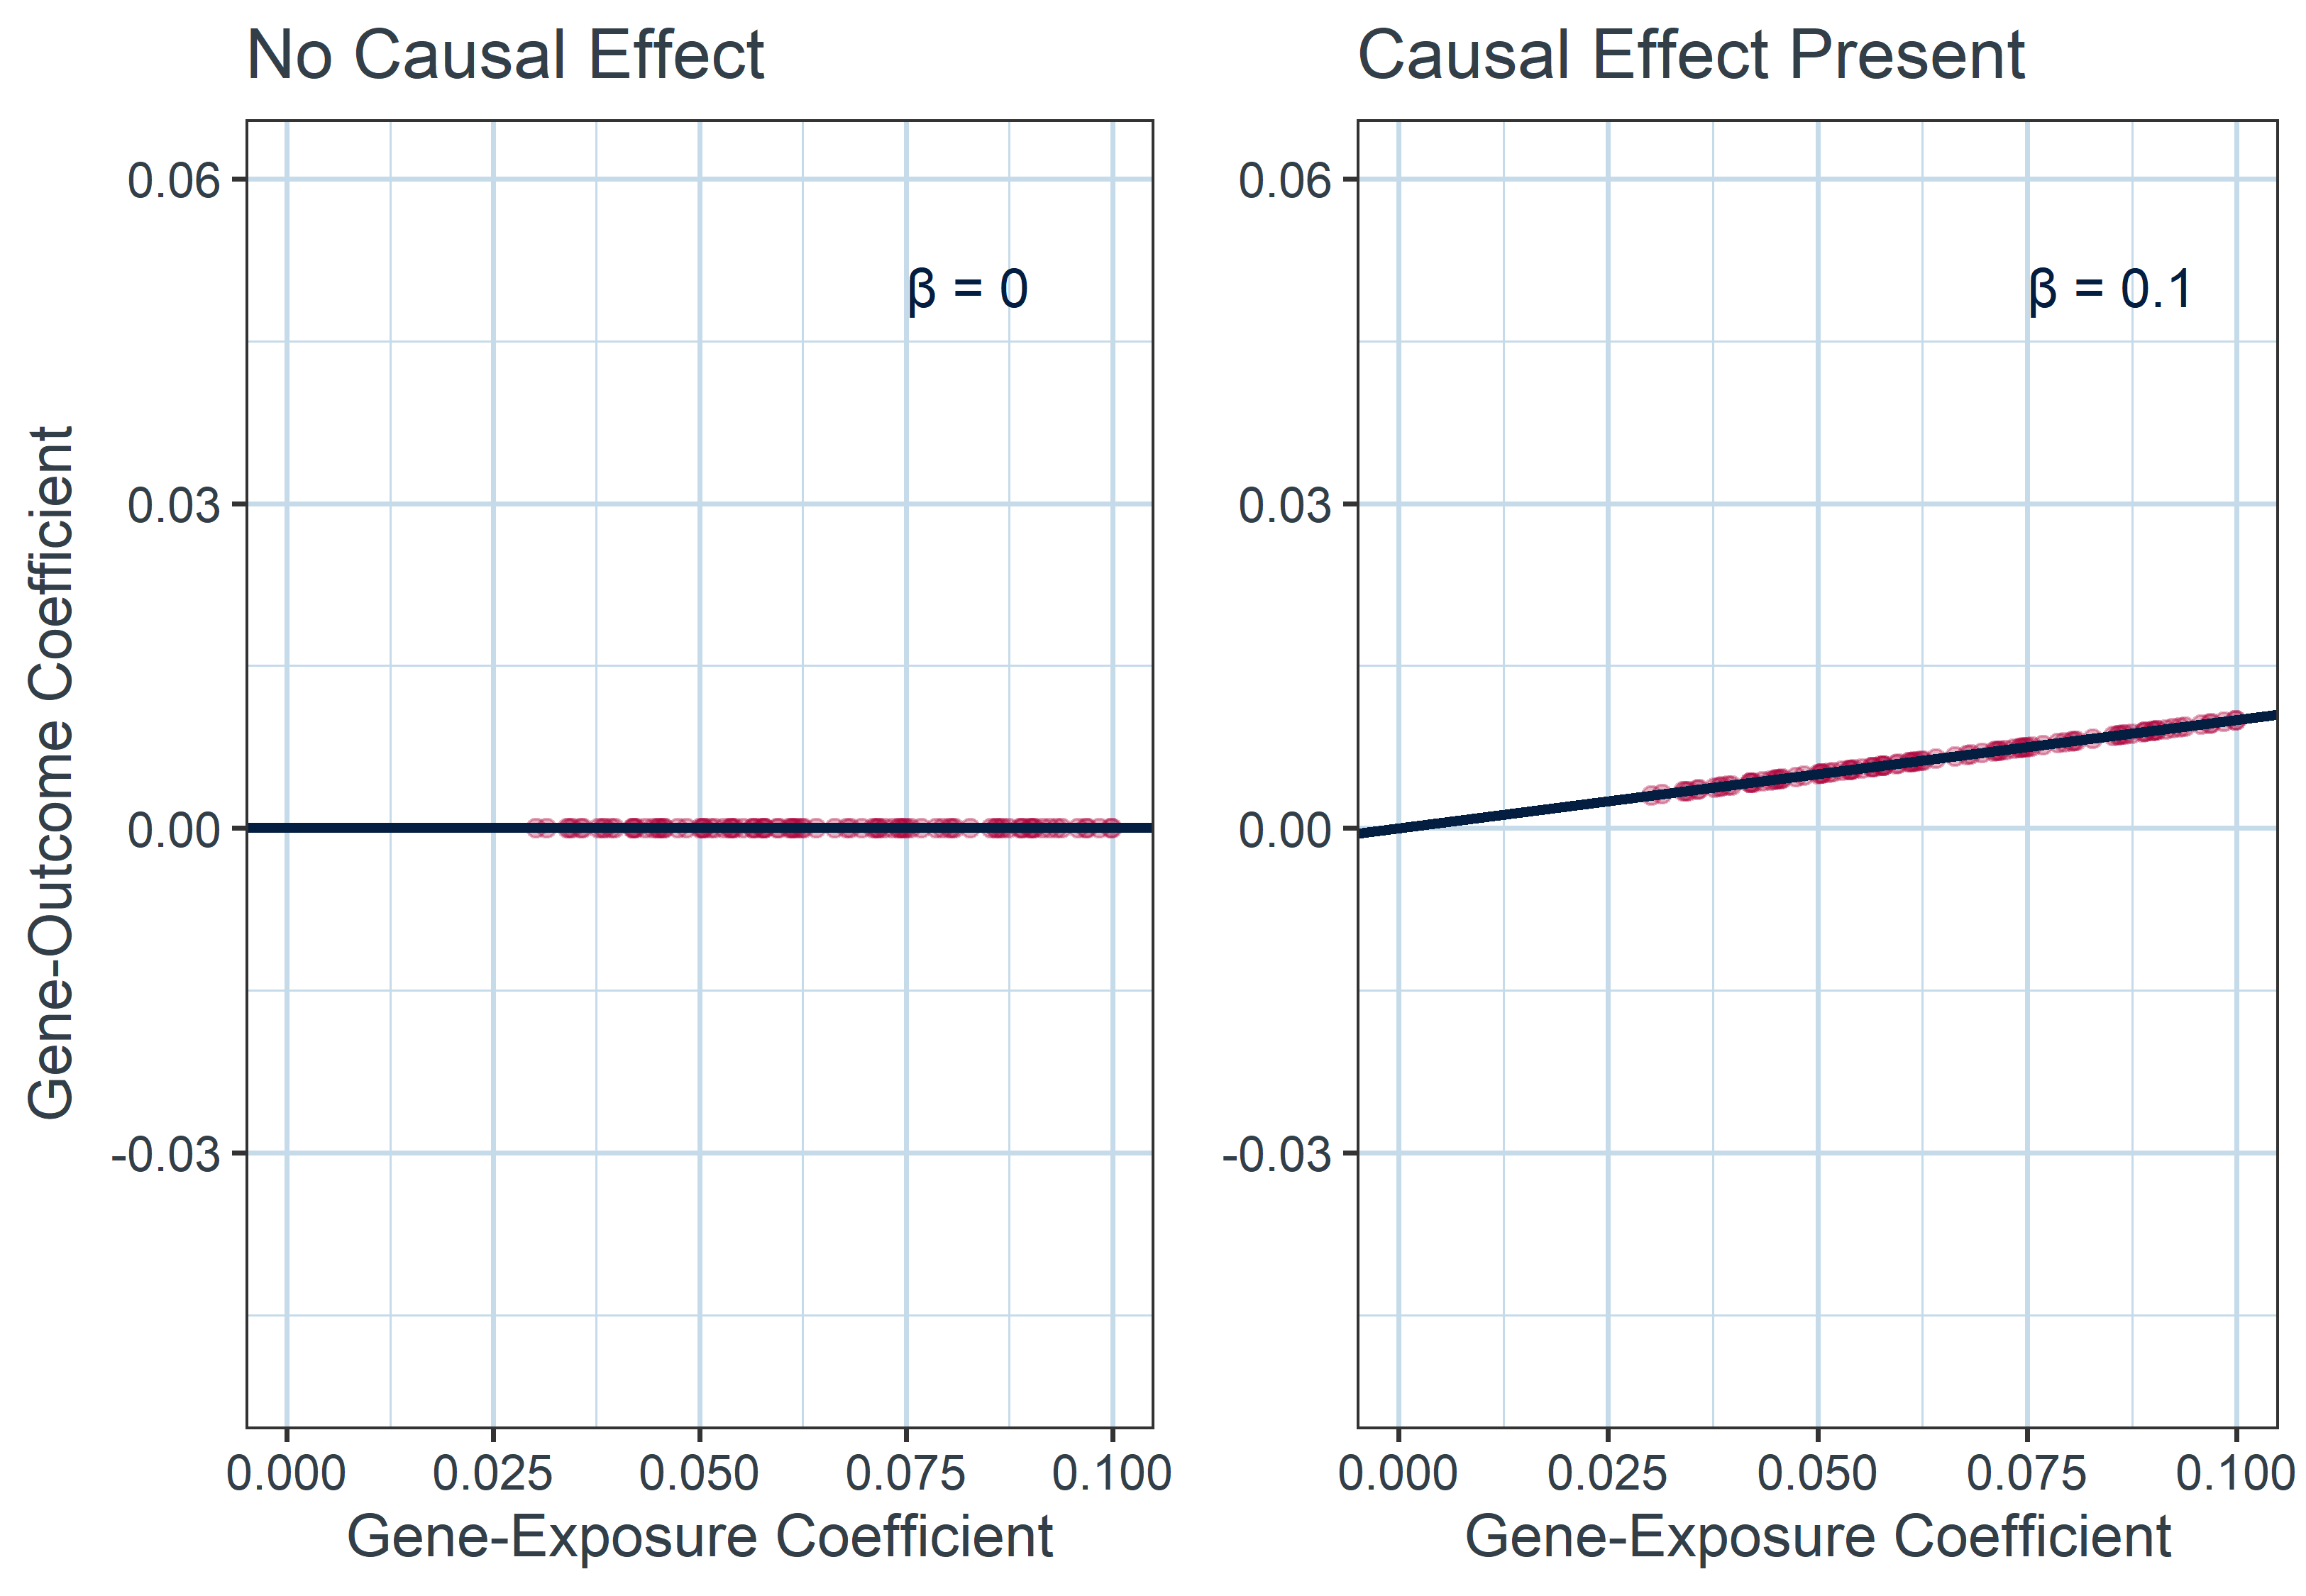 No Causal Effect
0.06
0.03
0.00
-0.03
Gene-Outcome Coefficient
β = 0
0.000 0.025 0.050 0.075 0.100
Gene-Exposure Coefficient
Causal Effect Present
0.06
0.03
0.00
-0.03
β = 0.1
0.000 0.025 0.050 0.075 0.100
Gene-Exposure Coefficient